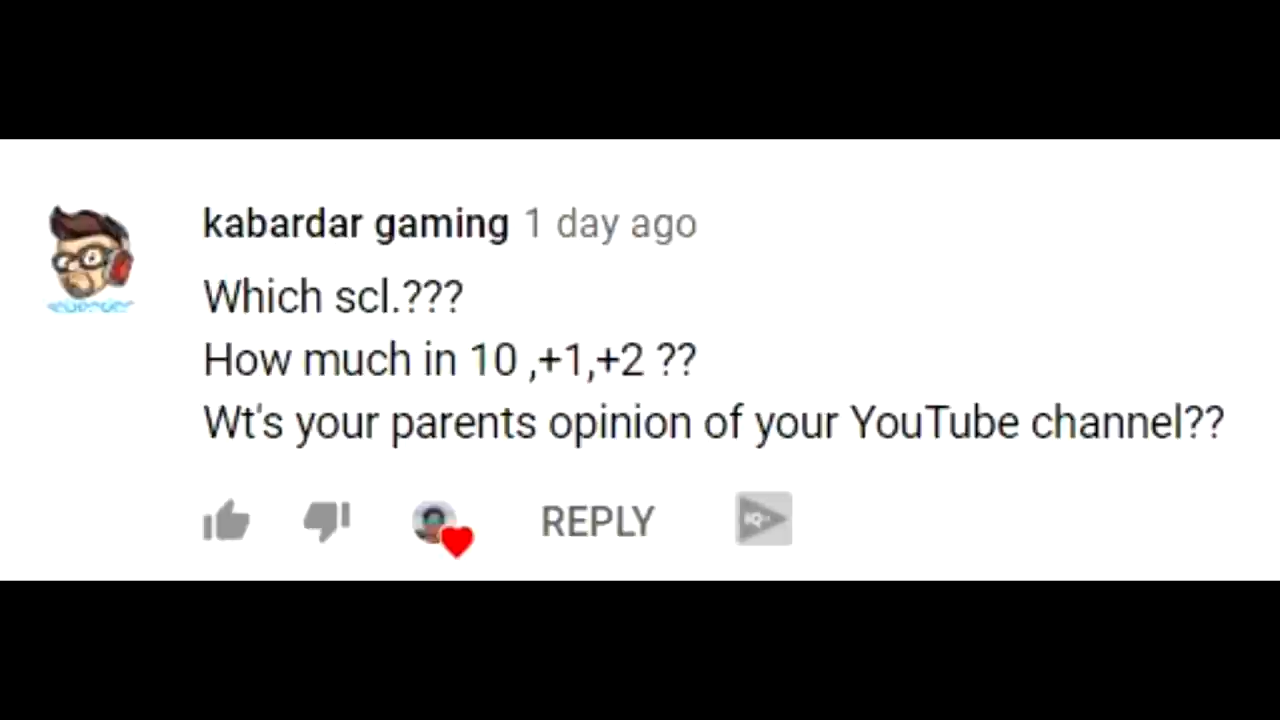 kabardar gaming 1 day ago
Which scl.???
How much in 10 ,+1,+2 ??
Wt's your parents opinion of your YouTube channel??
REPLY